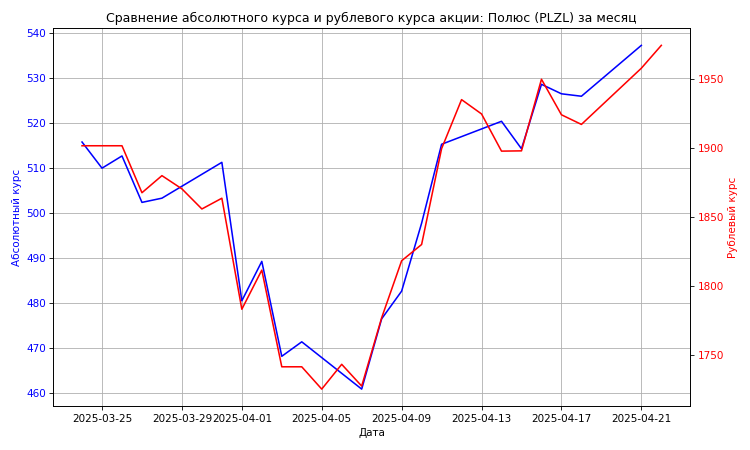 Сравнение абсолютного курса и рублевого курса акции: Полюс (PLZL) за месяц
540
530
520
510
500
490
480
470
460
Абсолютный курс
1950
1900
1850
1800
1750
Рублевый курс
2025-03-25 2025-03-29 2025-04-01 2025-04-05 2025-04-09 2025-04-13 2025-04-17 2025-04-21
Дата